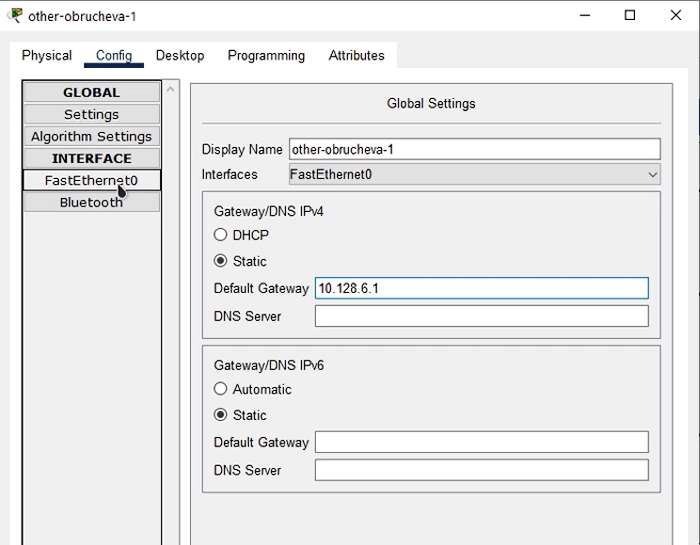 other-obrucheva-1
Physical Config Desktop Programming Attributes
GLOBAL
Settings
Algorithm Settings
INTERFACE
FastEthernet0
Bluetooth
Global Settings
Display Name other-obrucheva-1
Interfaces FastEthernet0
Gateway/DNS IPv4
DHCP
Static
Default Gateway 10.128.6.1
DNS Server
Gateway/DNS IPv6
Automatic
Static
Default Gateway
DNS Server